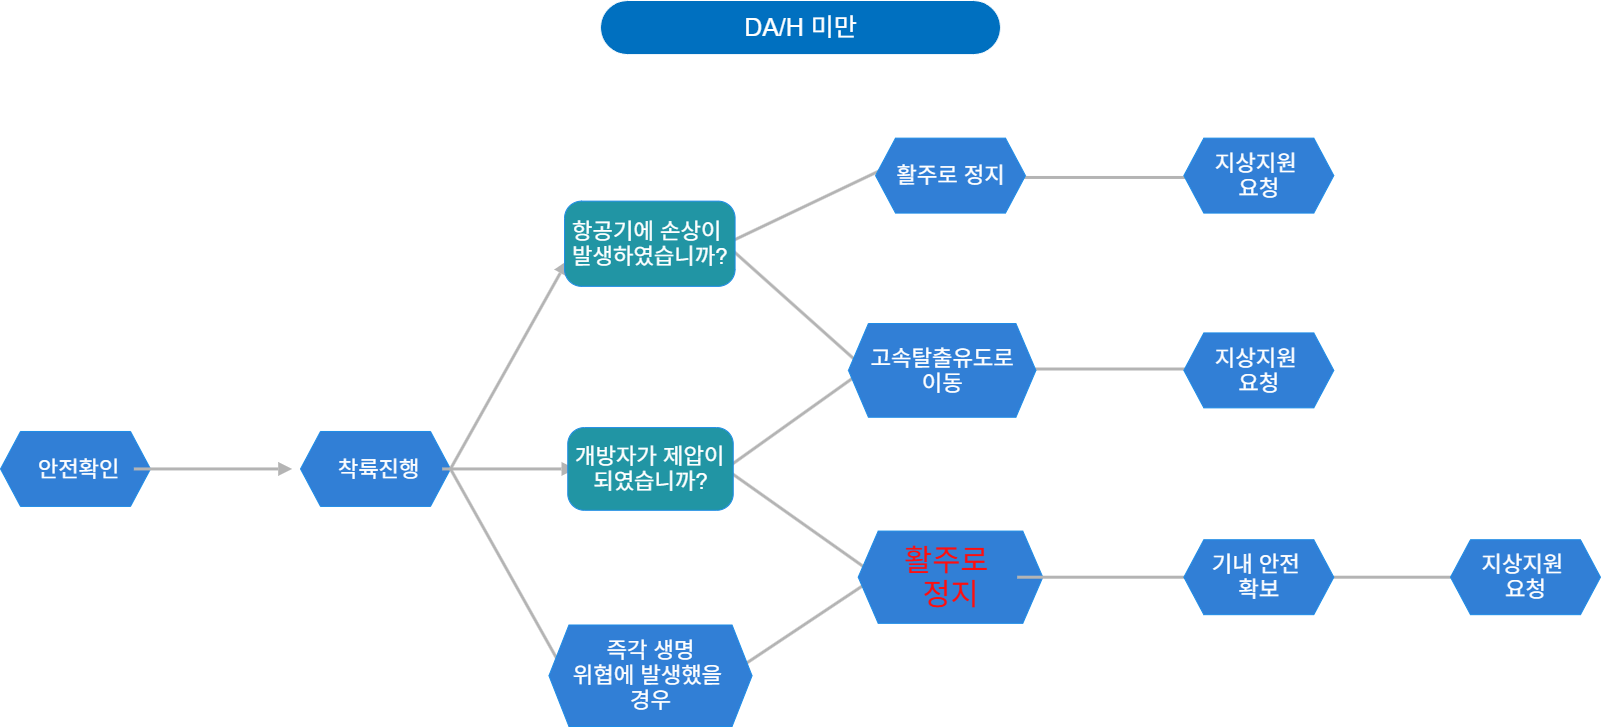 DA/H 미만
활주로 정지
지상지원
요청
항공기에 손상이
발생하였습니까?
고속탈출유도로
이동
지상지원
요청
안전확인
착륙진행
개방자가 제압이
되였습니까?
활주로
정지
기내 안전
확보
지상지원
요청
즉각 생명
위협에 발생했을
경우